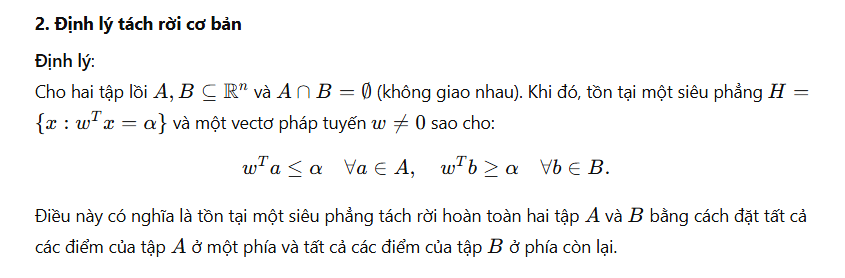 2. Định lý tách rời cơ bản
Định lý:
Cho hai tập lồi A, B ⊆ ℝⁿ và A ∩ B = ∅ (không giao nhau). Khi đó, tồn tại một siêu phẳng H =
{x : wᵀx = α} và một vectơ pháp tuyến w ≠ 0 sao cho:
wᵀa ≤ α ∀a ∈ A, wᵀb ≥ α ∀b ∈ B.
Điều này có nghĩa là tồn tại một siêu phẳng tách rời hoàn toàn hai tập A và B bằng cách đặt tất cả
các điểm của tập A ở một phía và tất cả các điểm của tập B ở phía còn lại.